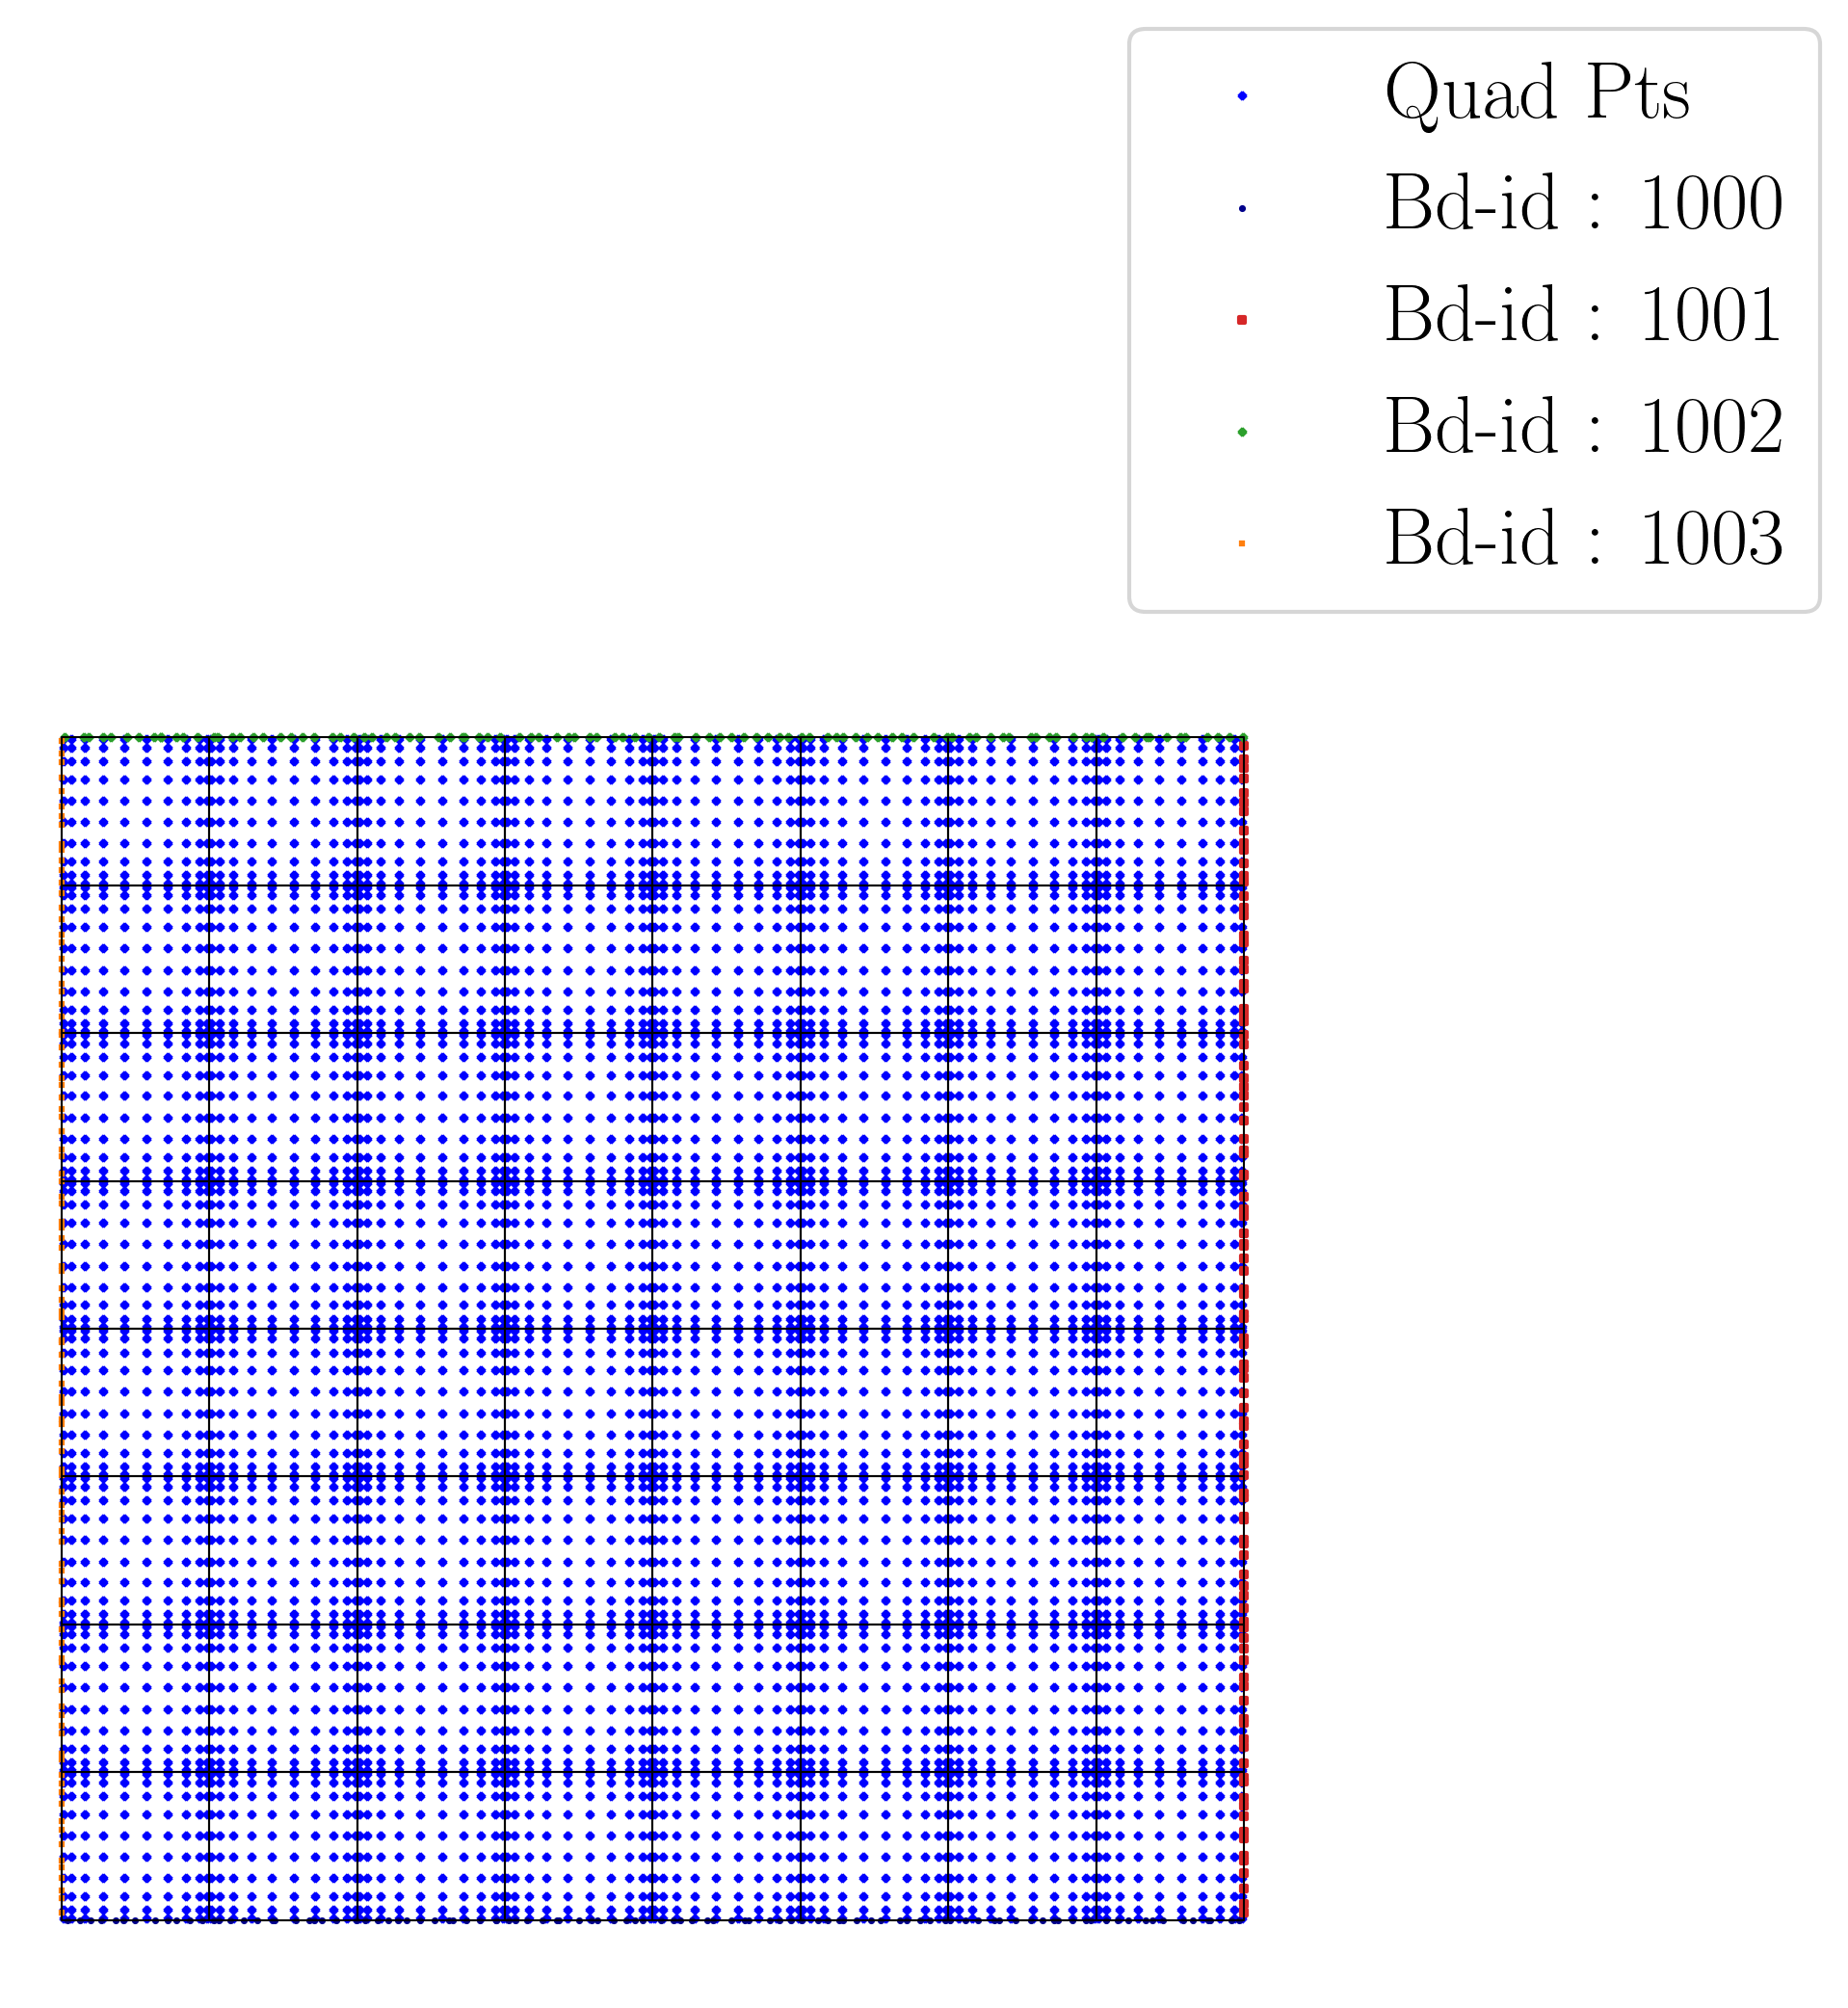 Quad Pts
Bd-id : 1000
Bd-id : 1001
Bd-id : 1002
Bd-id : 1003